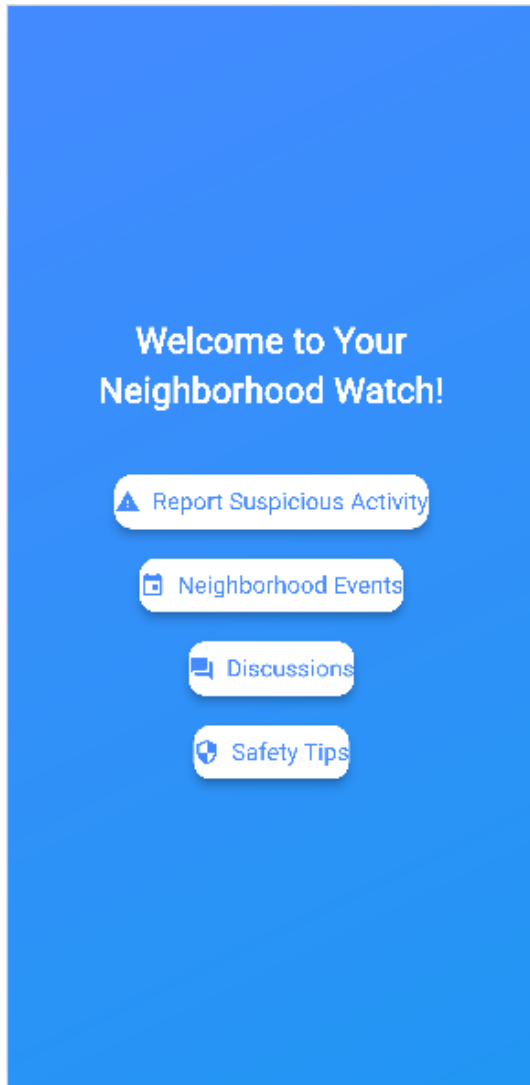 Welcome to Your
Neighborhood Watch!
Report Suspicious Activity
Neighborhood Events
Discussions
Safety Tips